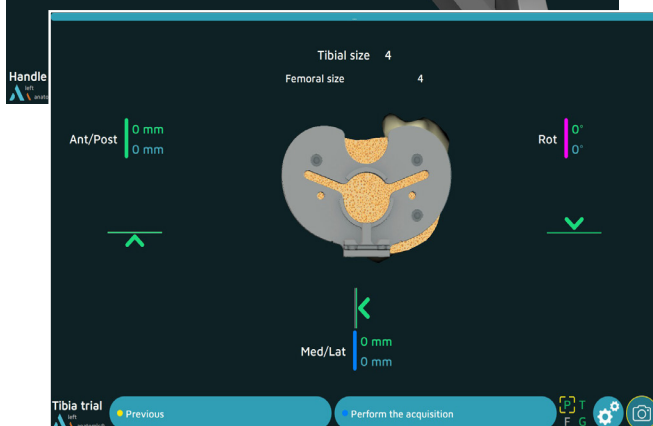 Handle
left
Tibial size 4
Femoral size 4
Ant/Post 0 mm
0 mm
Rot 0°
0°
Med/Lat 0 mm
0 mm
Tibia trial
left
Previous
Perform the acquisition
P T
F G